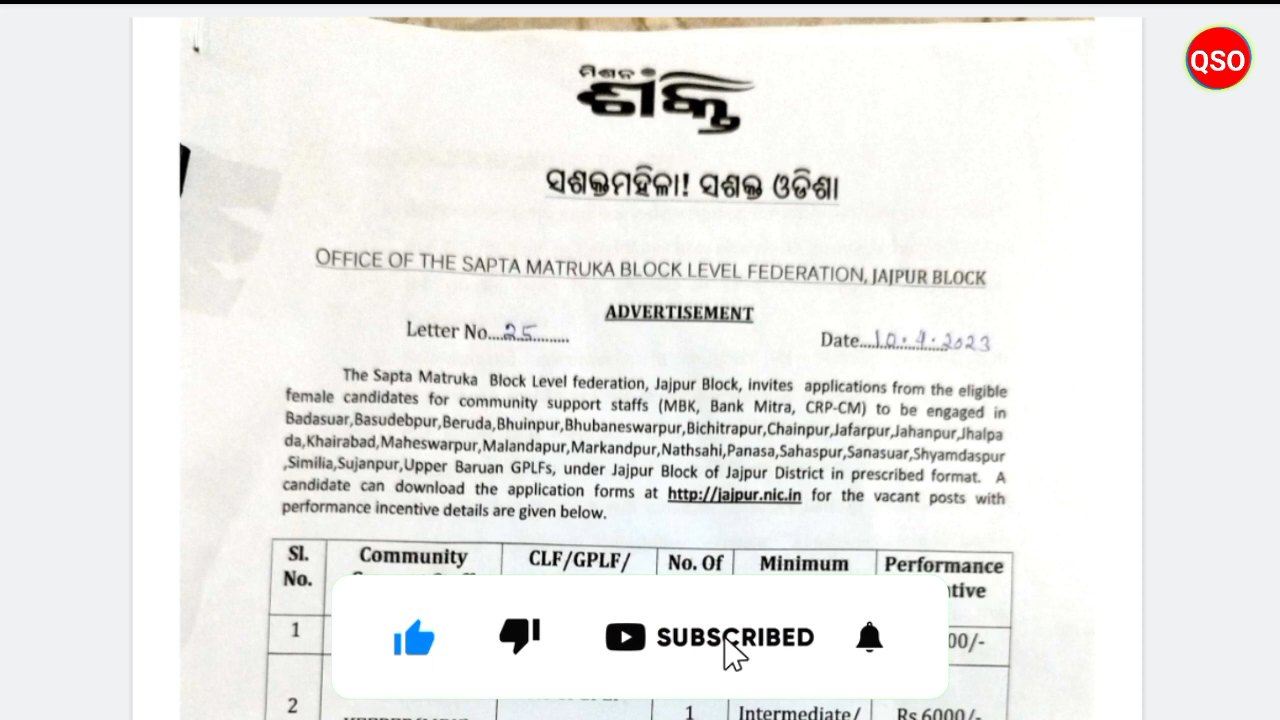 QSO
ମିଶନ
ଶକ୍ତି
ସଶକ୍ତମହିଳା! ସଶକ୍ତ ଓଡିଶା
OFFICE OF THE SAPTA MATRUKA BLOCK LEVEL FEDERATION, JAJPUR BLOCK
ADVERTISEMENT
Letter No....25.......... Date....10.4.2023
The Sapta Matruka Block Level federation, Jajpur Block, invites applications from the eligible
female candidates for community support staffs (MBK, Bank Mitra, CRP-CM) to be engaged in
Badasuar,Basudebpur,Beruda,Bhuinpur,Bhubaneswarpur,Bichitrapur,Chainpur,Jafarpur,Jahanpur,Jhalpa
da,Khairabad,Maheswarpur,Malandapur,Markandpur,Nathsahi,Panasa,Sahaspur,Sanasuar,Shyamdaspur
,Similia,Sujanpur,Upper Baruan GPLFs, under Jajpur Block of Jajpur District in prescribed format. A
candidate can download the application forms at http://jajpur.nic.in for the vacant posts with
performance incentive details are given below.
Sl. Community CLF/GPLF/ No. Of Minimum Performance
No.
1 00/-
SUBSCRIBED
2 1 Intermediate/ Rs.6000/-